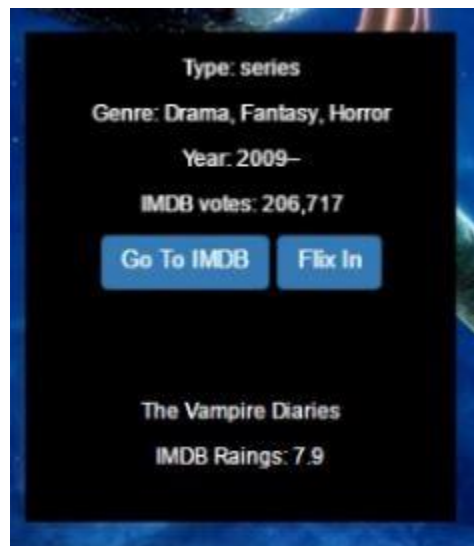 Type: series
Genre: Drama, Fantasy, Horror
Year: 2009–
IMDB votes: 206,717
Go To IMDB Flix In
The Vampire Diaries
IMDB Raings: 7.9